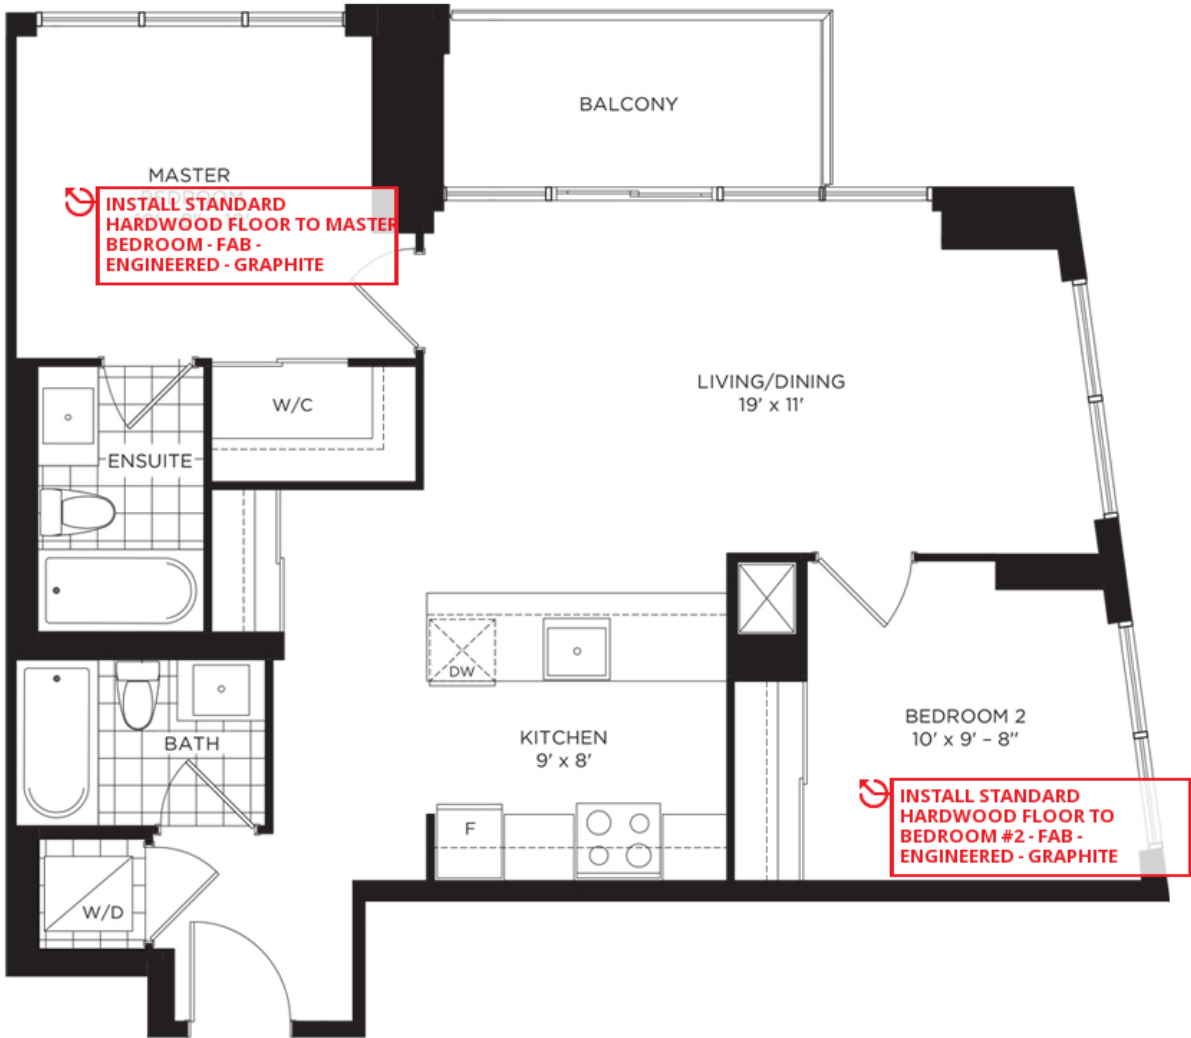 BALCONY
MASTER
BEDROOM
INSTALL STANDARD
HARDWOOD FLOOR TO MASTER
BEDROOM - FAB -
ENGINEERED - GRAPHITE
LIVING/DINING
19' x 11'
W/C
ENSUITE
DW
KITCHEN
9' x 8'
BEDROOM 2
10' x 9' – 8"
BATH
INSTALL STANDARD
HARDWOOD FLOOR TO
BEDROOM #2 - FAB -
ENGINEERED - GRAPHITE
F
W/D